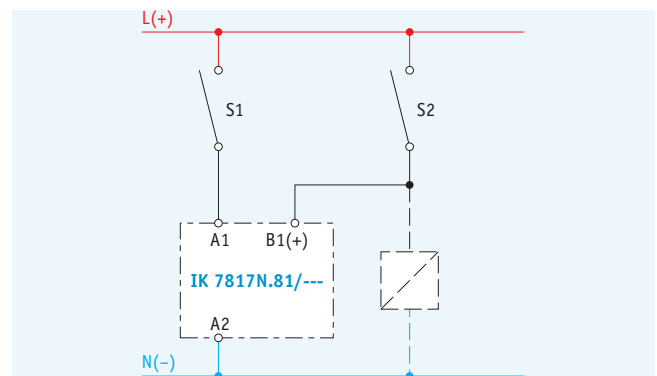 L(+)
S1
S2
A1
B1(+)
IK 7817N.81/---
A2
N(−)